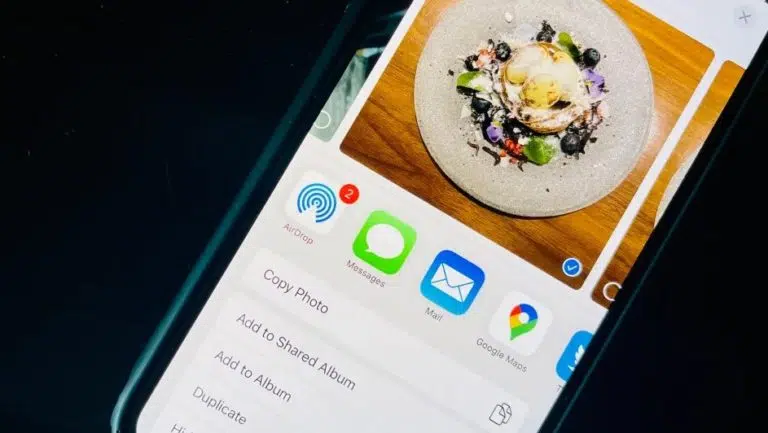 2
AirDrop
Messages
Mail
Google Maps
Copy Photo
Add to Shared Album
Add to Album
Duplicate